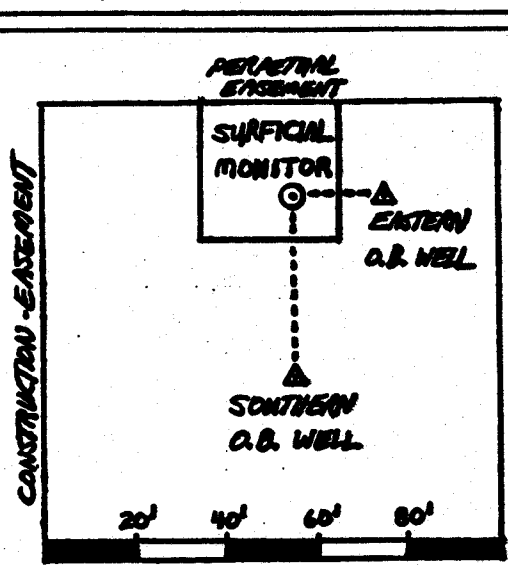 PERPETUAL
EASEMENT
SURFICIAL
MONITOR
EASTERN
O.B. WELL
CONSTRUCTION-EASEMENT
SOUTHERN
O.B. WELL
20' 40' 60' 80'